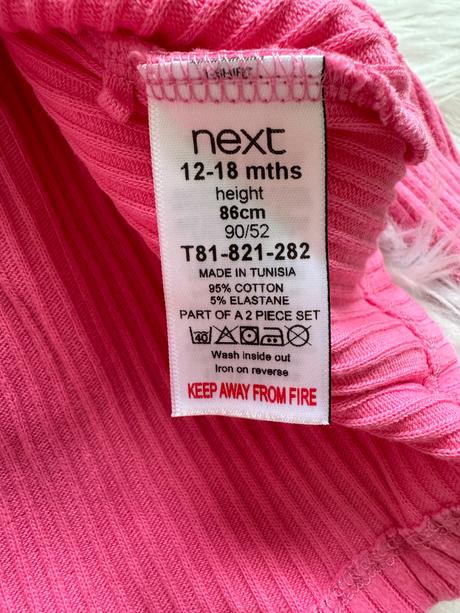 next
12-18 mths
height
86cm
90/52
T81-821-282
MADE IN TUNISIA
95% COTTON
5% ELASTANE
PART OF A 2 PIECE SET
40
Wash inside out
Iron on reverse
KEEP AWAY FROM FIRE